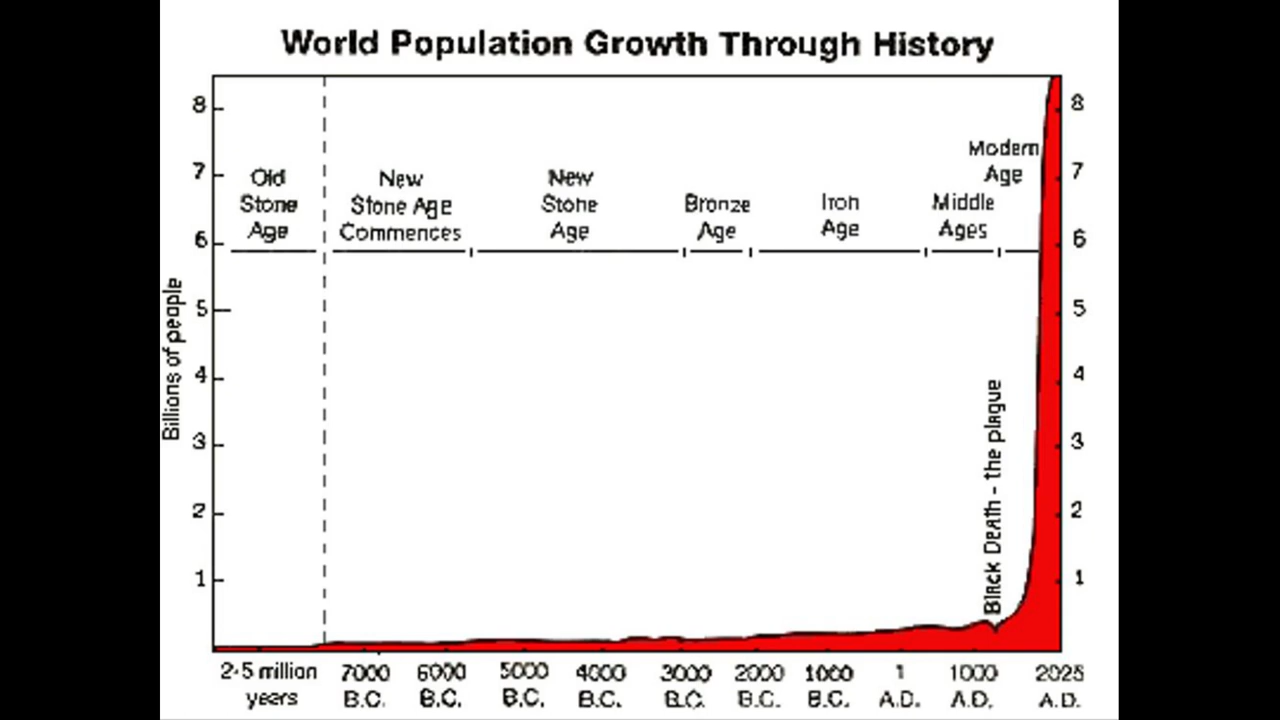 World Population Growth Through History
8
7
6
5
4
3
2
1
Billions of people
8
7
6
5
4
3
2
1
Old
Stone
Age
New
Stone Age
Commences
New
Stone
Age
Bronze
Age
Iron
Age
Middle
Ages
Modern
Age
Black Death - the plague
2-5 million
years
7000
B.C.
6000
B.C.
5000
B.C.
4000
B.C.
3000
B.C.
2000
B.C.
1000
B.C.
1
A.D.
1000
A.D.
2025
A.D.